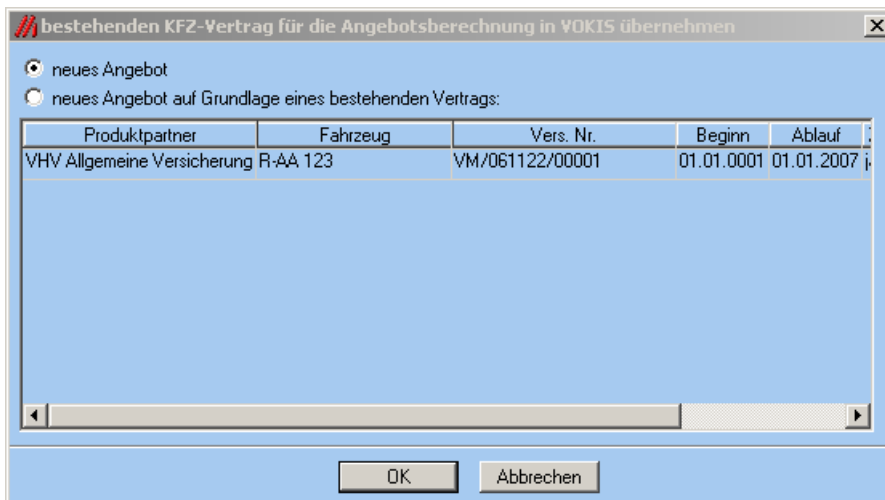 bestehenden KFZ-Vertrag für die Angebotsberechnung in VOKIS übernehmen
neues Angebot
neues Angebot auf Grundlage eines bestehenden Vertrags:
Produktpartner Fahrzeug Vers. Nr. Beginn Ablauf
VHV Allgemeine Versicherung R-AA 123 VM/061122/00001 01.01.0001 01.01.2007
OK Abbrechen